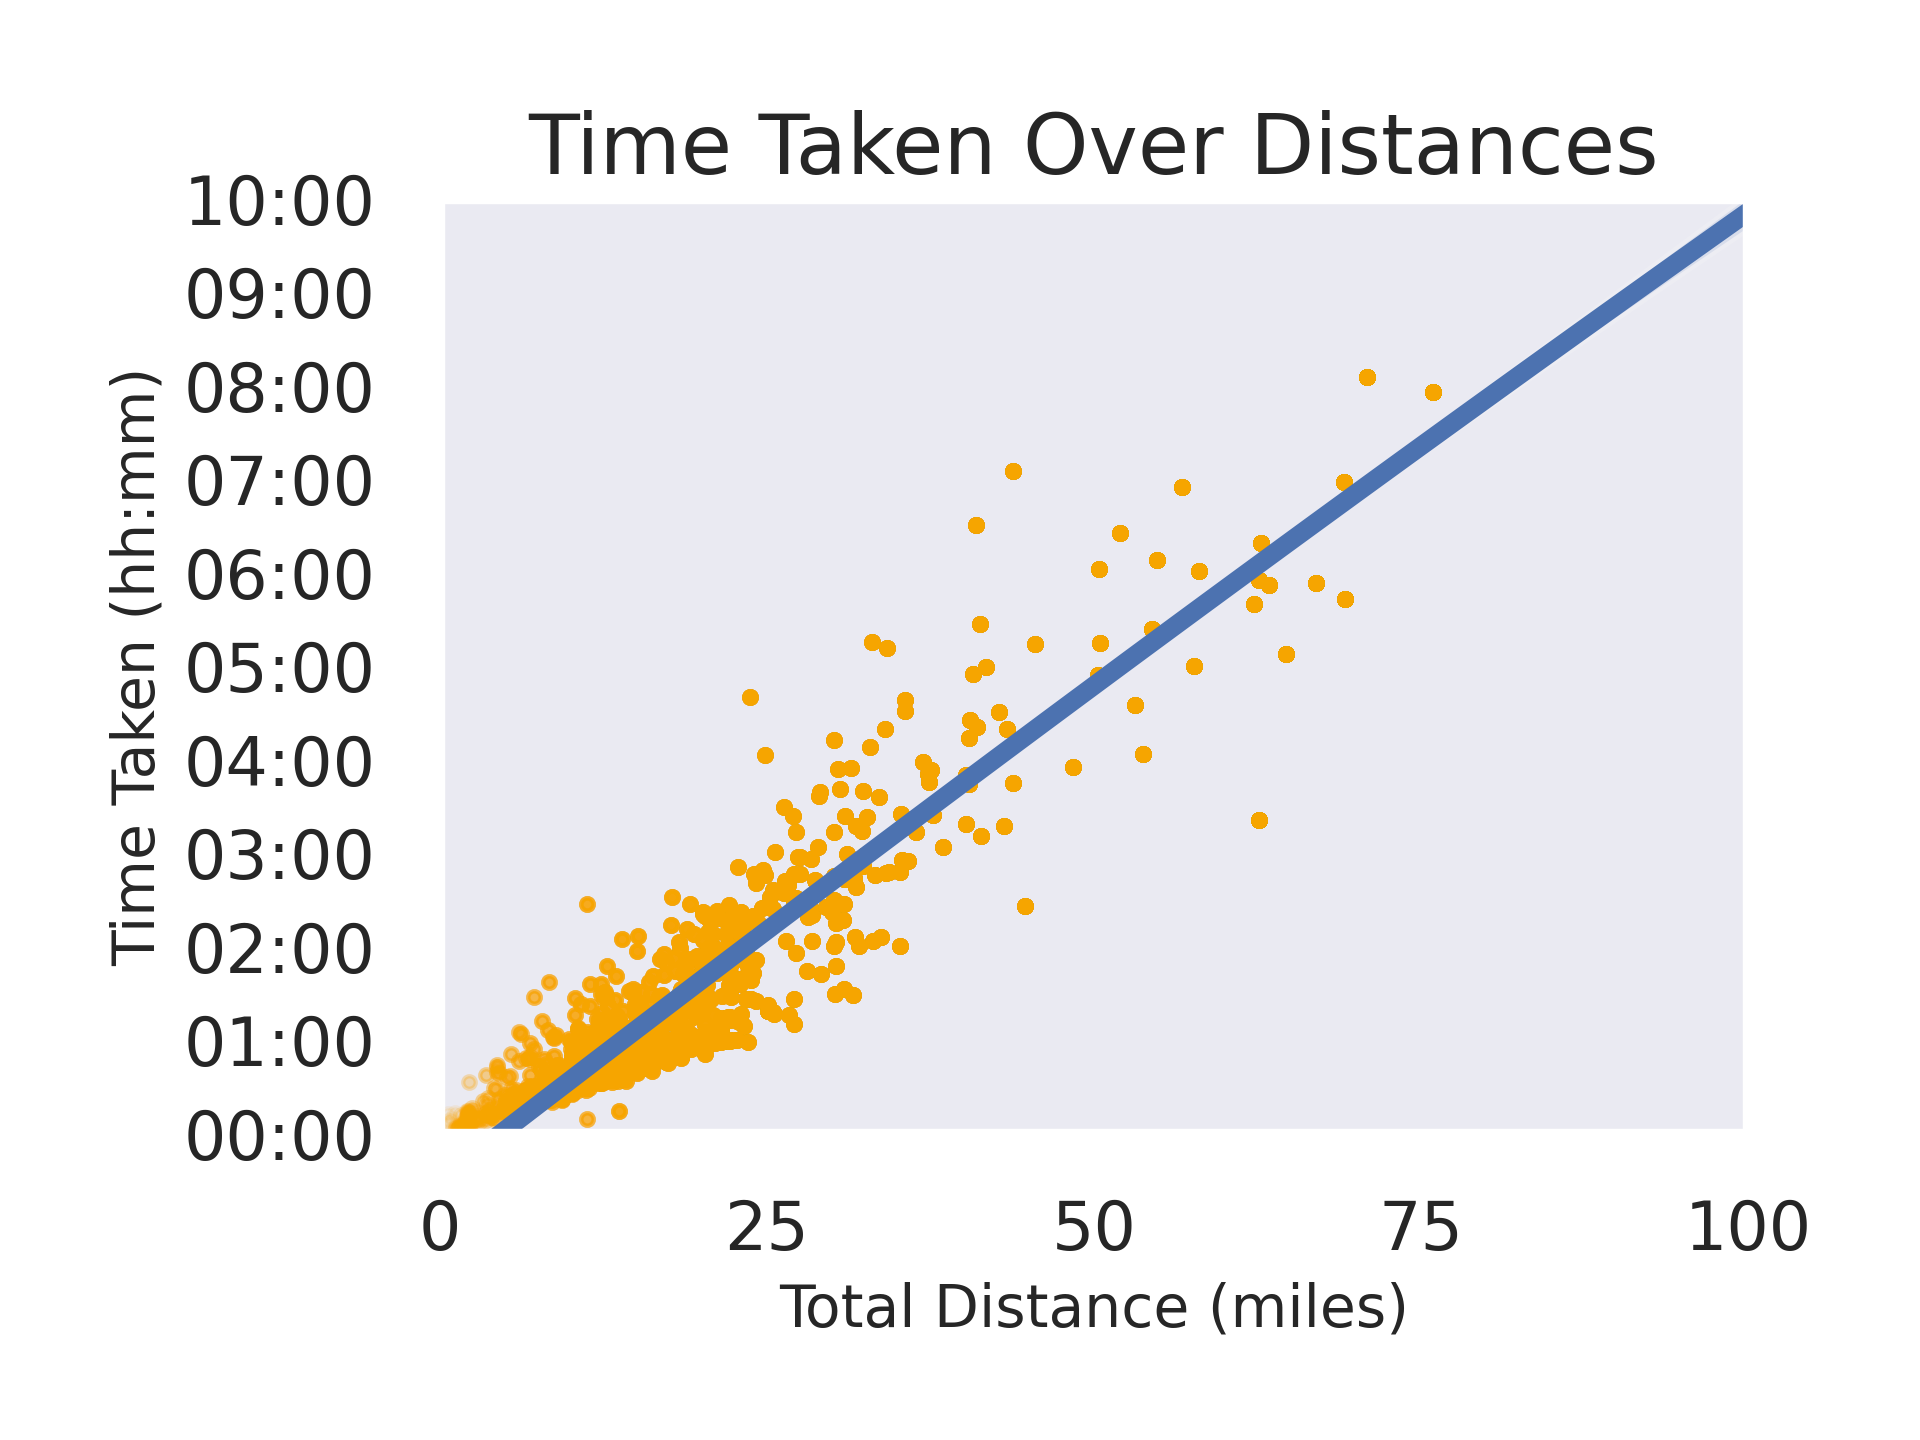 Time Taken Over Distances
10:00
09:00
08:00
07:00
06:00
05:00
04:00
03:00
02:00
01:00
00:00
Time Taken (hh:mm)
0 25 50 75 100
Total Distance (miles)